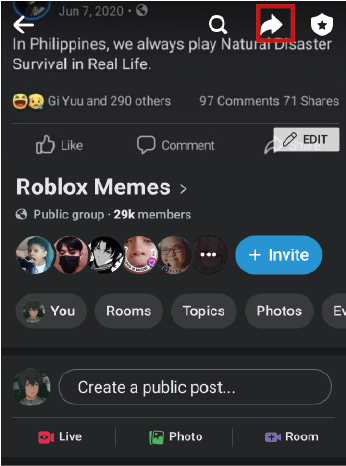 Jun 7, 2020 ·
In Philippines, we always play Natural Disaster
Survival in Real Life.
Gi Yuu and 290 others 97 Comments 71 Shares
Like Comment Share
EDIT
Roblox Memes >
Public group · 29k members
+ Invite
You Rooms Topics Photos Ev
Create a public post...
Live Photo Room